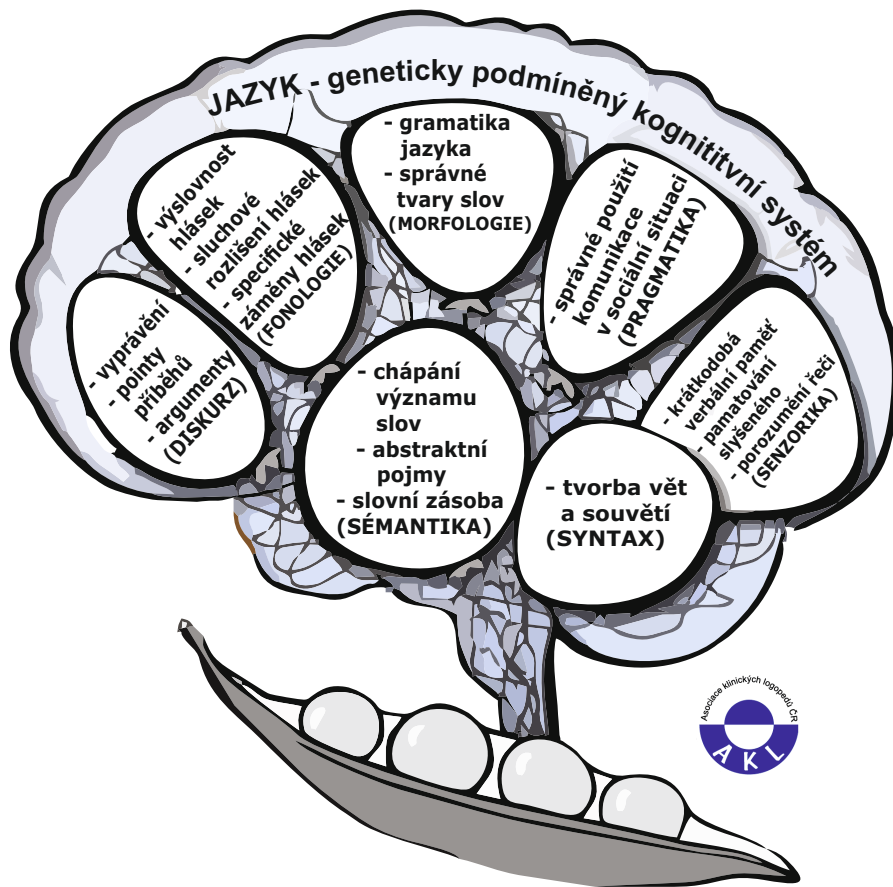 JAZYK - geneticky podmíněný kognititvní systém
- vyprávění
- pointy
příběhů
- argumenty
(DISKURZ)
- výslovnost
hlásek
- sluchové
rozlišení hlásek
- specifické
záměny hlásek
(FONOLOGIE)
- gramatika
jazyka
- správné
tvary slov
(MORFOLOGIE)
- správné použití
komunikace
v sociální situaci
(PRAGMATIKA)
- krátkodobá
verbální paměť
- pamatování
slyšeného
- porozumění řeči
(SENZORIKA)
- chápání
významu
slov
- abstraktní
pojmy
- slovní zásoba
(SÉMANTIKA)
- tvorba vět
a souvětí
(SYNTAX)
Asociace klinických logopedů ČR
AKL